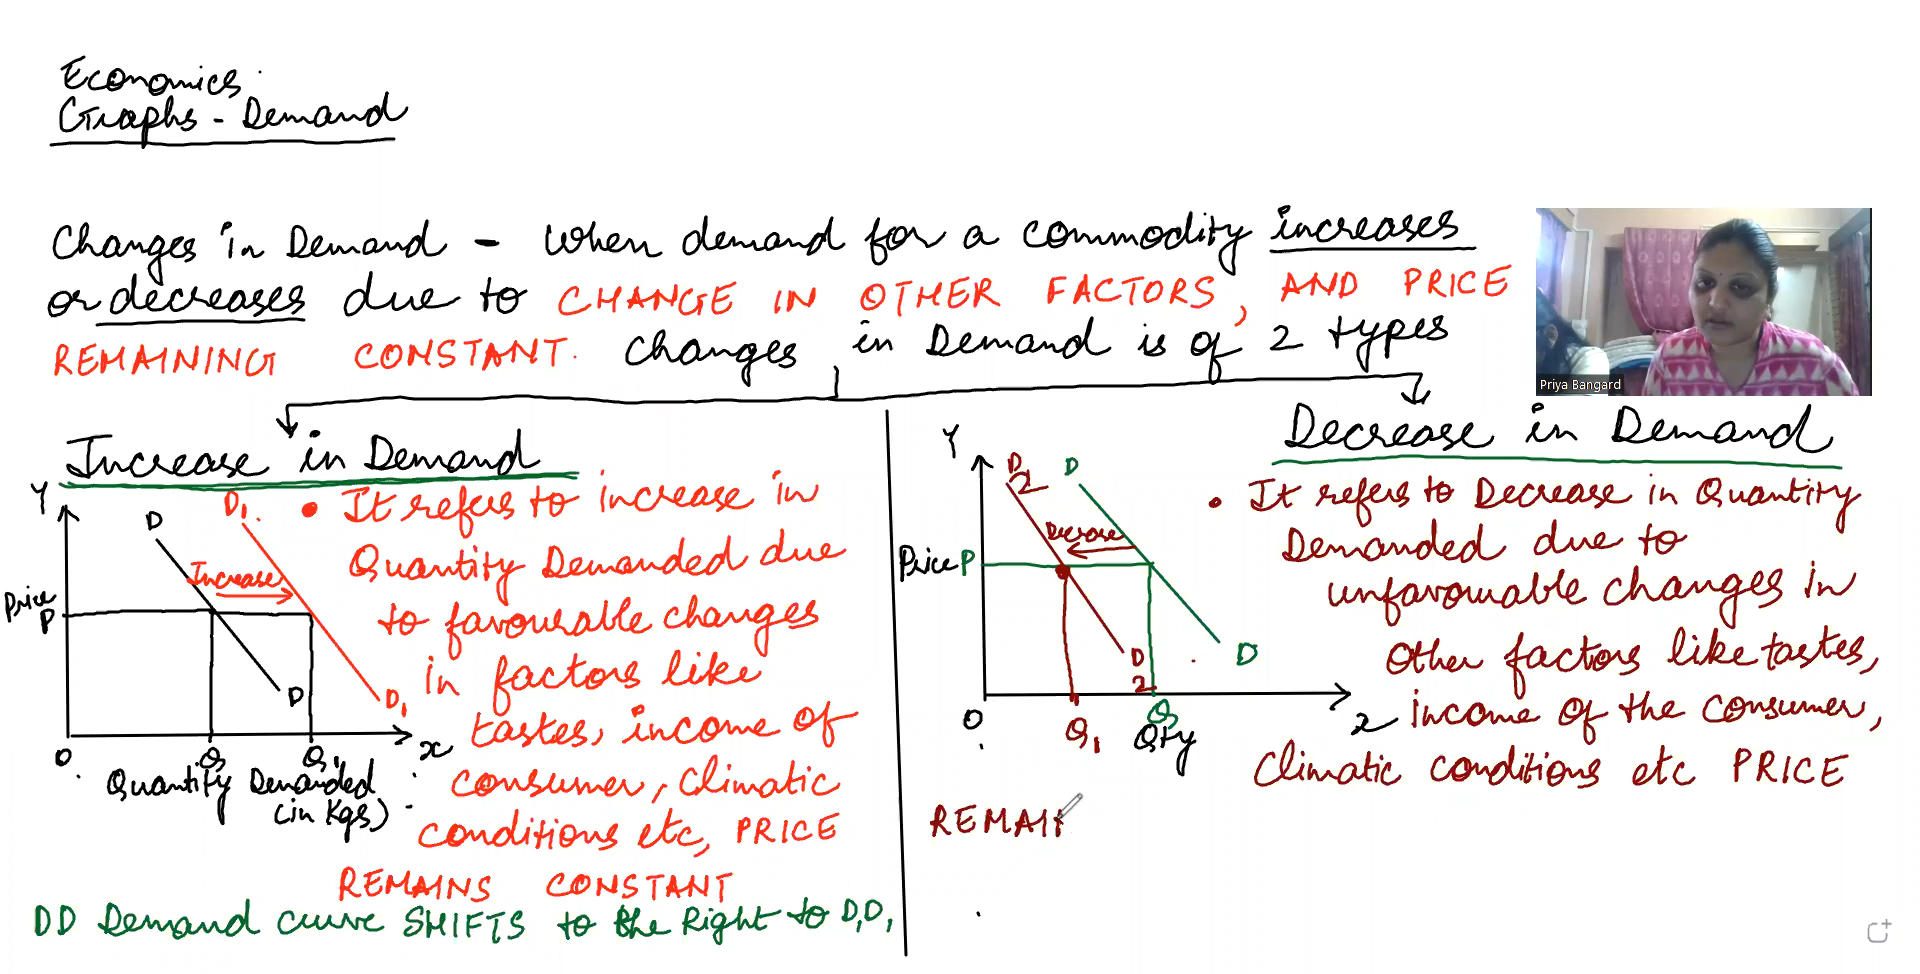 Economics
Graphs - Demand
Changes in Demand - When demand for a commodity increases
or decreases due to CHANGE IN OTHER FACTORS, AND PRICE
REMAINING CONSTANT. Changes in Demand is of 2 types
Priya Bangard
Increase in Demand
Y
D
D1
Increase
Price
P
D
D1
O
Q
Q1
x
Quantity Demanded
(in Kgs)
• It refers to increase in
Quantity Demanded due
to favourable changes
in factors like
tastes, income of
consumer, climatic
conditions etc, PRICE
REMAINS CONSTANT
DD Demand curve SHIFTS to the Right to D1D1
Decrease in Demand
Y
D2
D
Decrease
Price P
D2
D
O
Q1
Q
Qty
x
• It refers to Decrease in Quantity
Demanded due to
unfavourable changes in
Other factors like tastes,
income of the consumer,
Climatic conditions etc PRICE
REMAIN